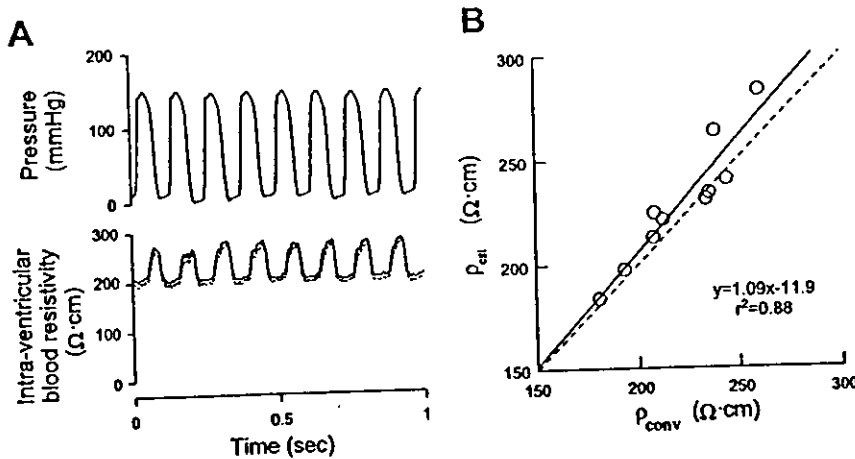 A
200
100
0
Pressure
(mmHg)
300
200
100
0
Intra-ventricular
blood resistivity
(Ω·cm)
0
0.5
1
Time (sec)
B
300
250
200
150
ρest (Ω·cm)
y=1.09x-11.9
r²=0.88
150
200
250
300
ρconv (Ω·cm)